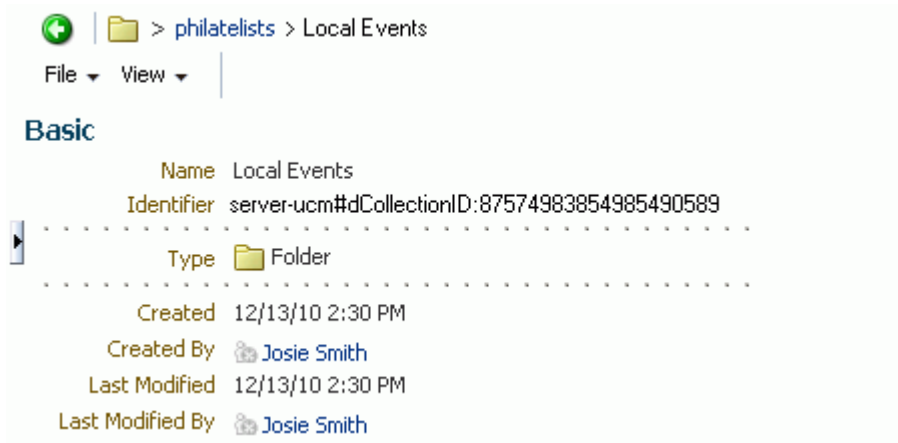 > philatelists > Local Events
File View
Basic
Name Local Events
Identifier server-ucm#dCollectionID:87574983854985490589
Type Folder
Created 12/13/10 2:30 PM
Created By Josie Smith
Last Modified 12/13/10 2:30 PM
Last Modified By Josie Smith